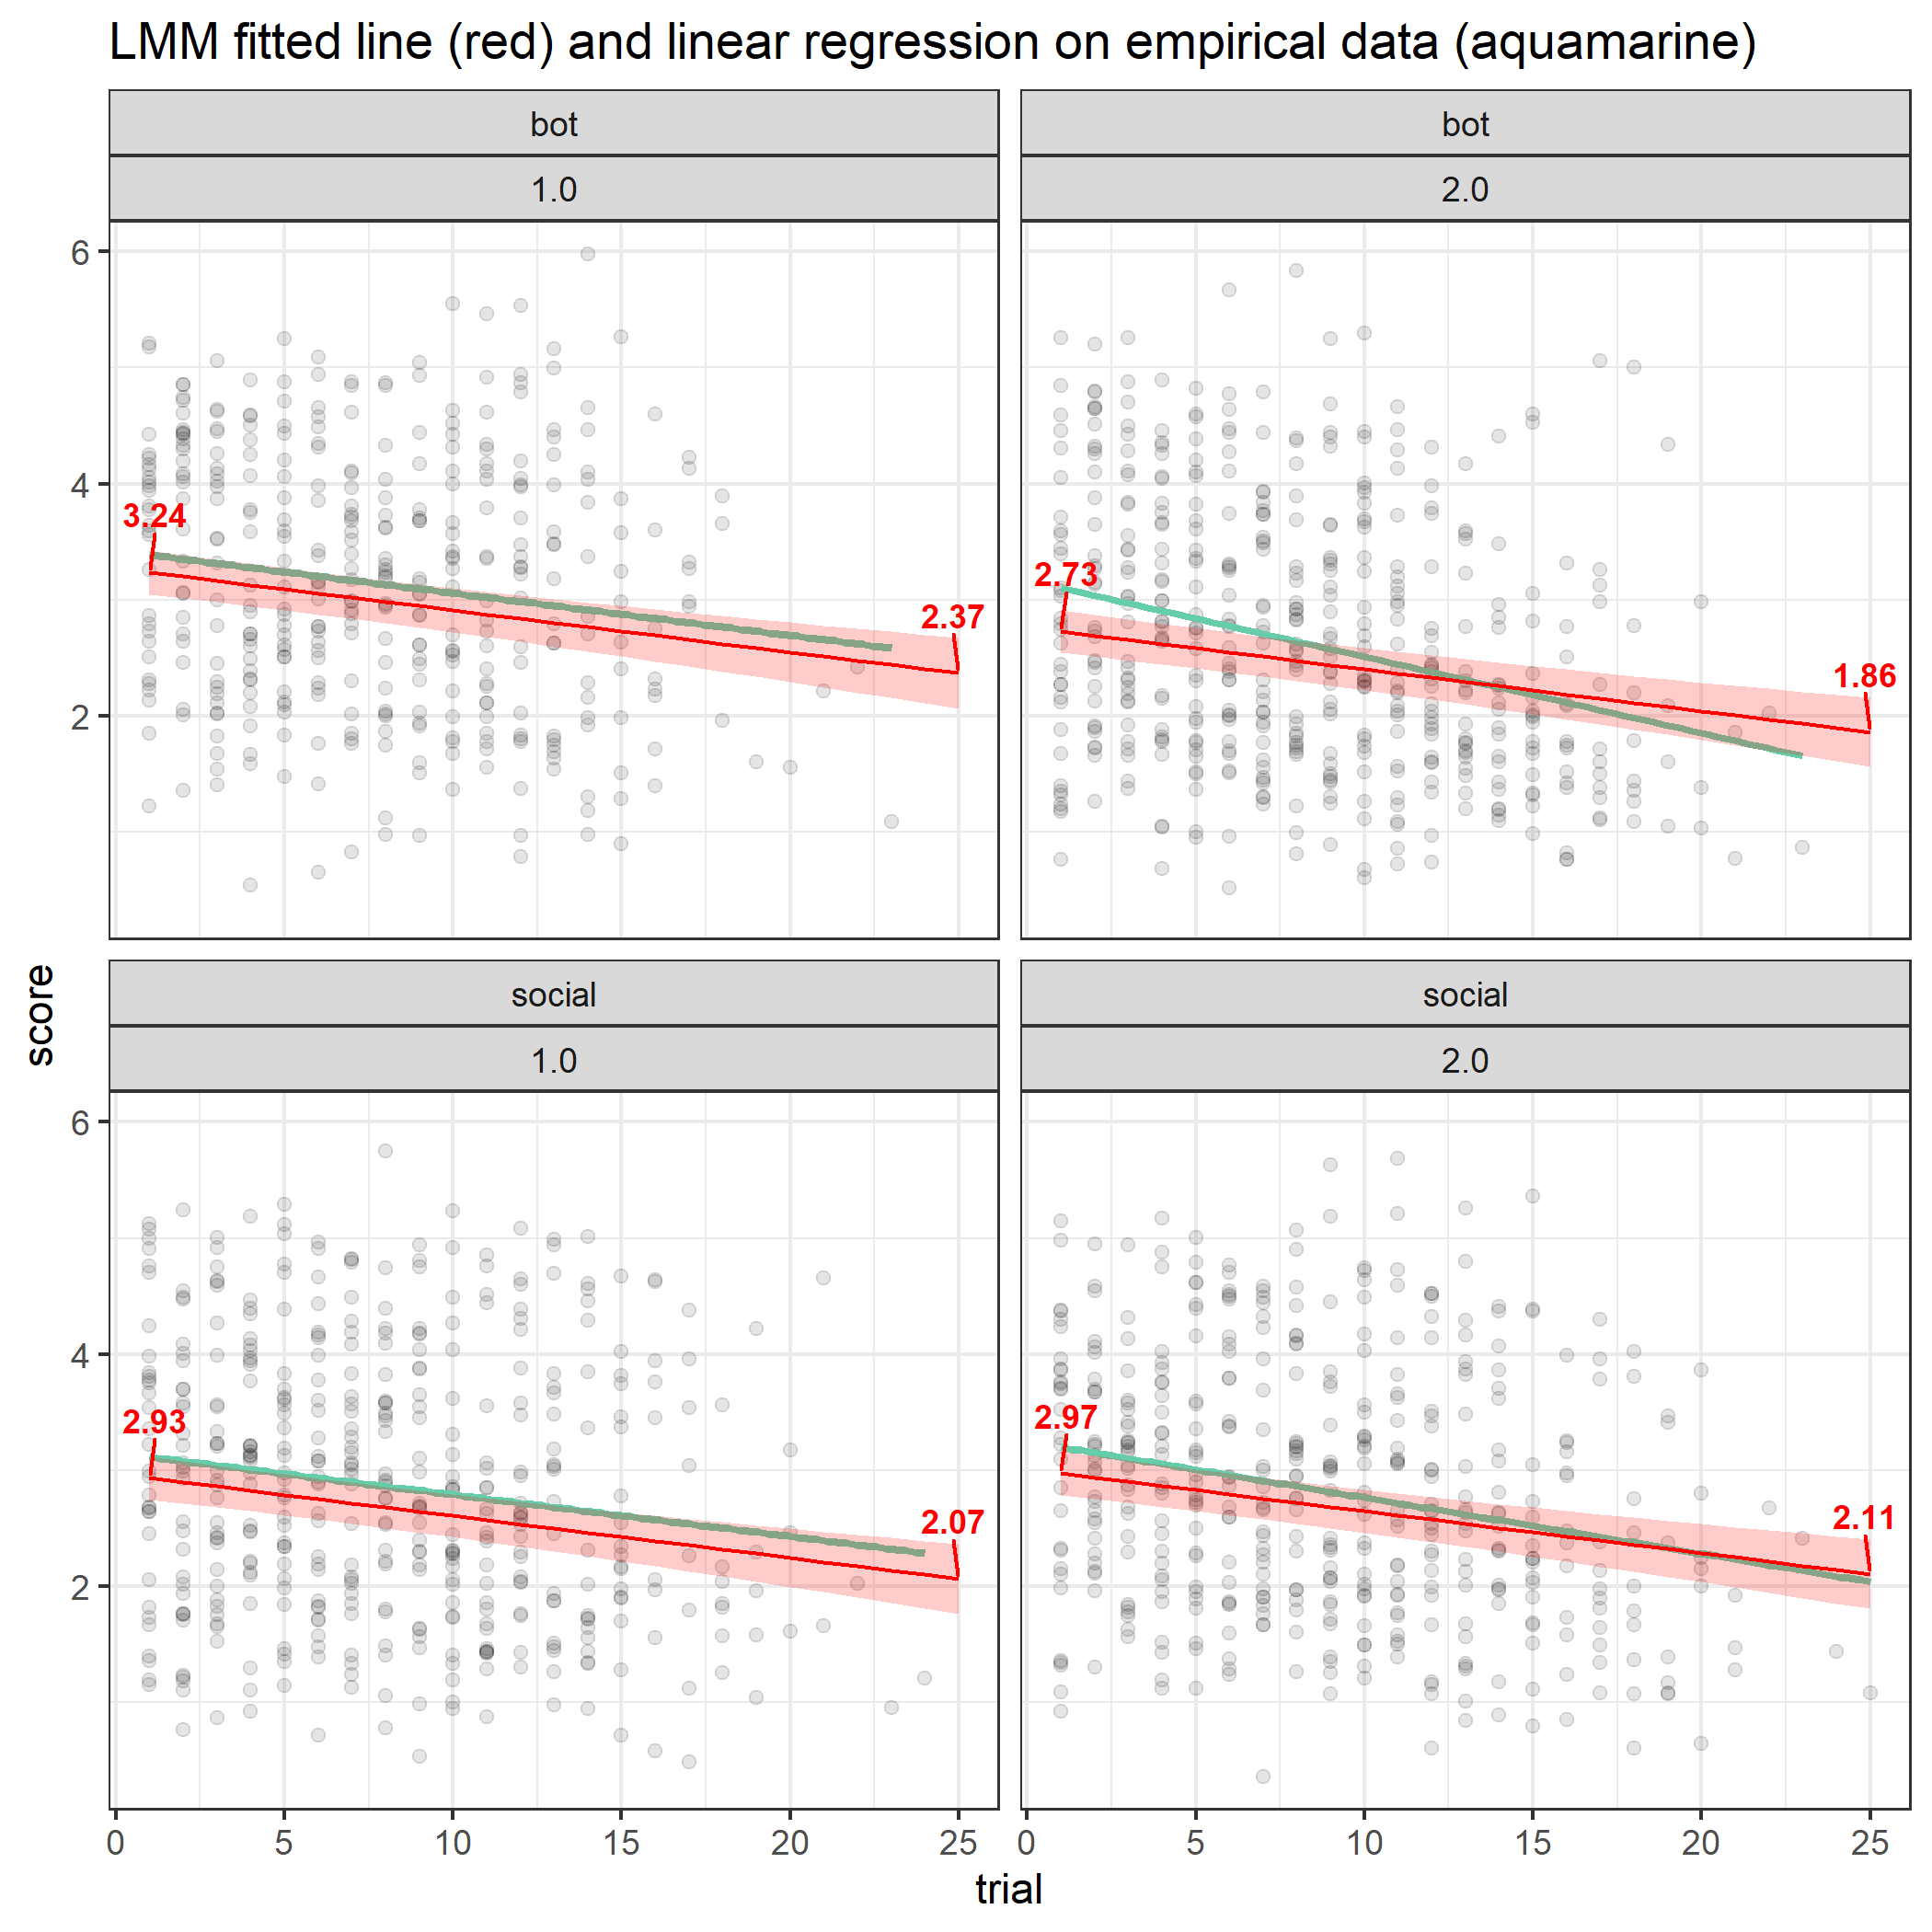 LMM fitted line (red) and linear regression on empirical data (aquamarine)
bot
1.0
bot
2.0
6
4
2
3.24
2.37
2.73
1.86
score
social
1.0
social
2.0
6
4
2
2.93
2.07
2.97
2.11
0 5 10 15 20 25
0 5 10 15 20 25
trial